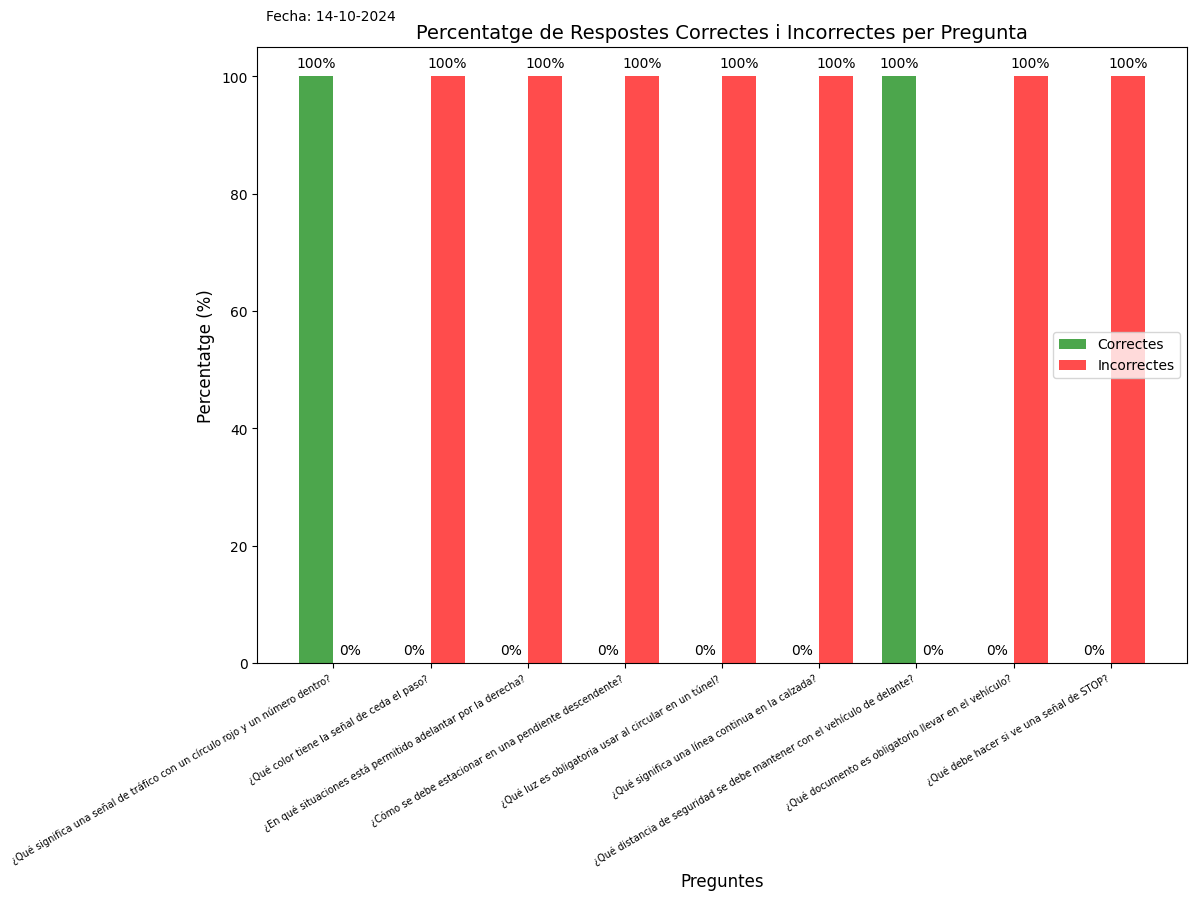 Fecha: 14-10-2024
Percentatge de Respostes Correctes i Incorrectes per Pregunta
100%
0%
0%
100%
0%
100%
0%
100%
0%
100%
0%
100%
100%
0%
0%
100%
0%
100%
Percentatge (%)
100
80
60
40
20
0
Correctes
Incorrectes
¿Qué significa una señal de tráfico con un círculo rojo y un número dentro?
¿Qué color tiene la señal de ceda el paso?
¿En qué situaciones está permitido adelantar por la derecha?
¿Cómo se debe estacionar en una pendiente descendente?
¿Qué luz es obligatoria usar al circular en un túnel?
¿Qué significa una línea continua en la calzada?
¿Qué distancia de seguridad se debe mantener con el vehículo de delante?
¿Qué documento es obligatorio llevar en el vehículo?
¿Qué debe hacer si ve una señal de STOP?
Preguntes